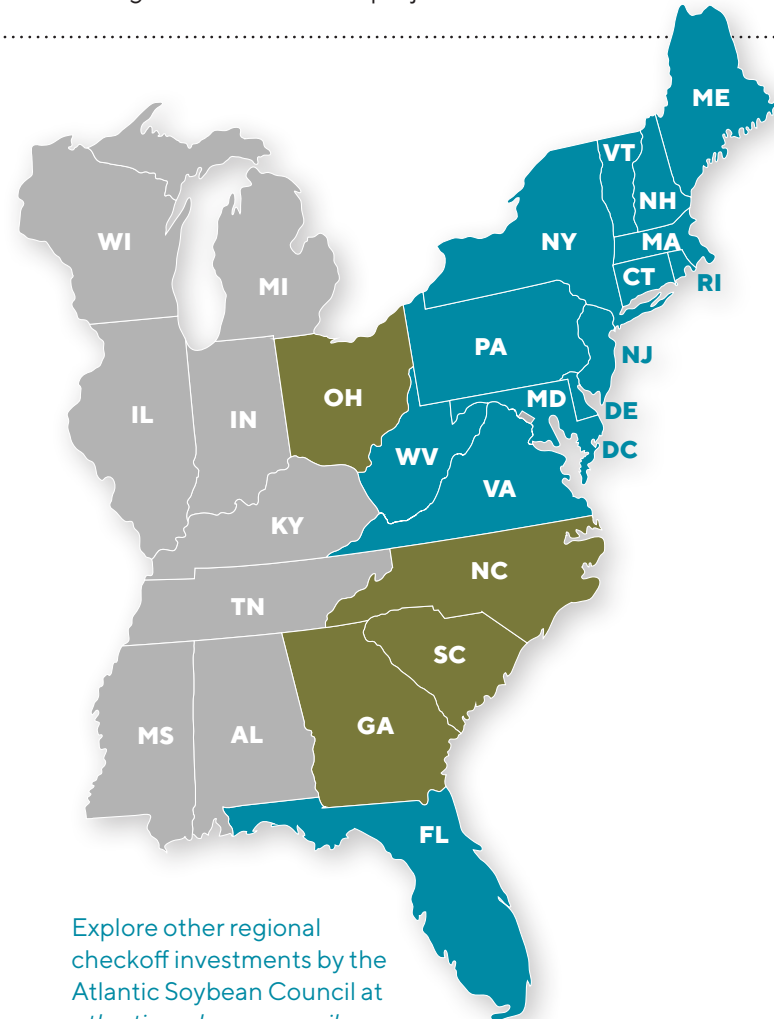 ME
VT
NH
WI
NY
MA
CT
RI
MI
PA
NJ
OH
MD
DE
IL
IN
DC
WV
VA
KY
NC
TN
SC
GA
MS
AL
FL
Explore other regional
checkoff investments by the
Atlantic Soybean Council at